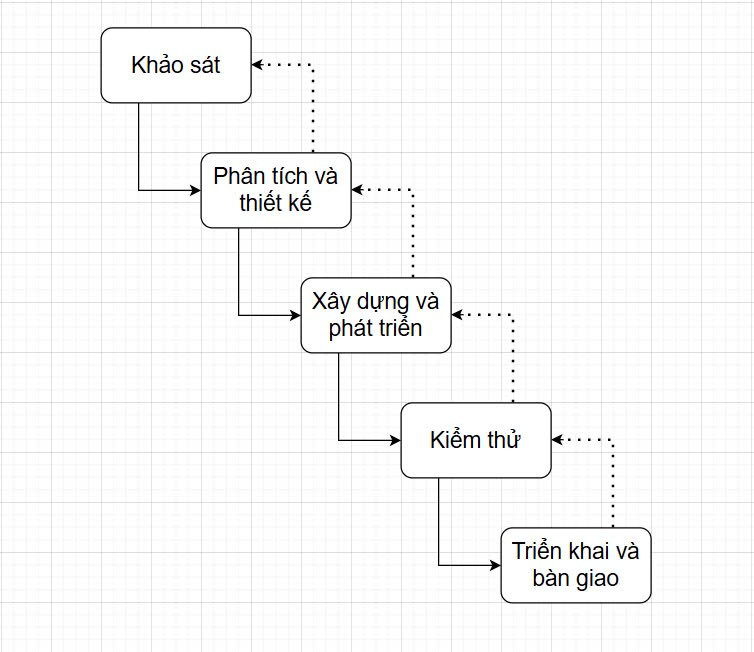 Khảo sát
Phân tích và
thiết kế
Xây dựng và
phát triển
Kiểm thử
Triển khai và
bàn giao